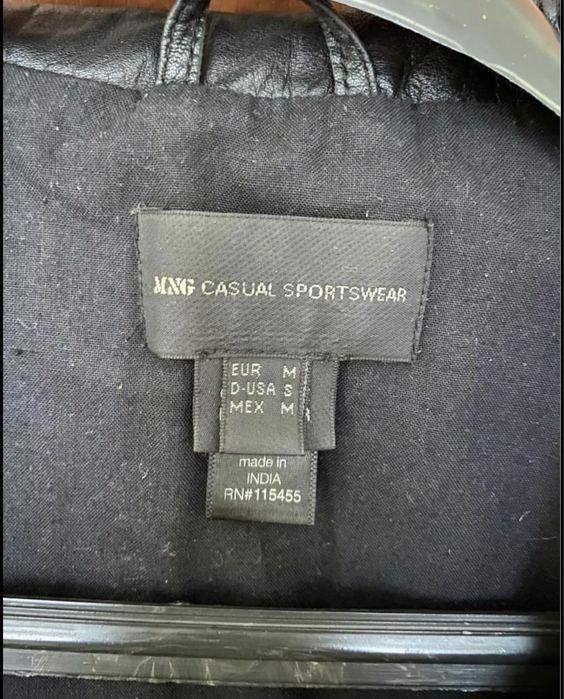 MNG CASUAL SPORTSWEAR
EUR M
D-USA S
MEX M
made in
INDIA
RN#115455